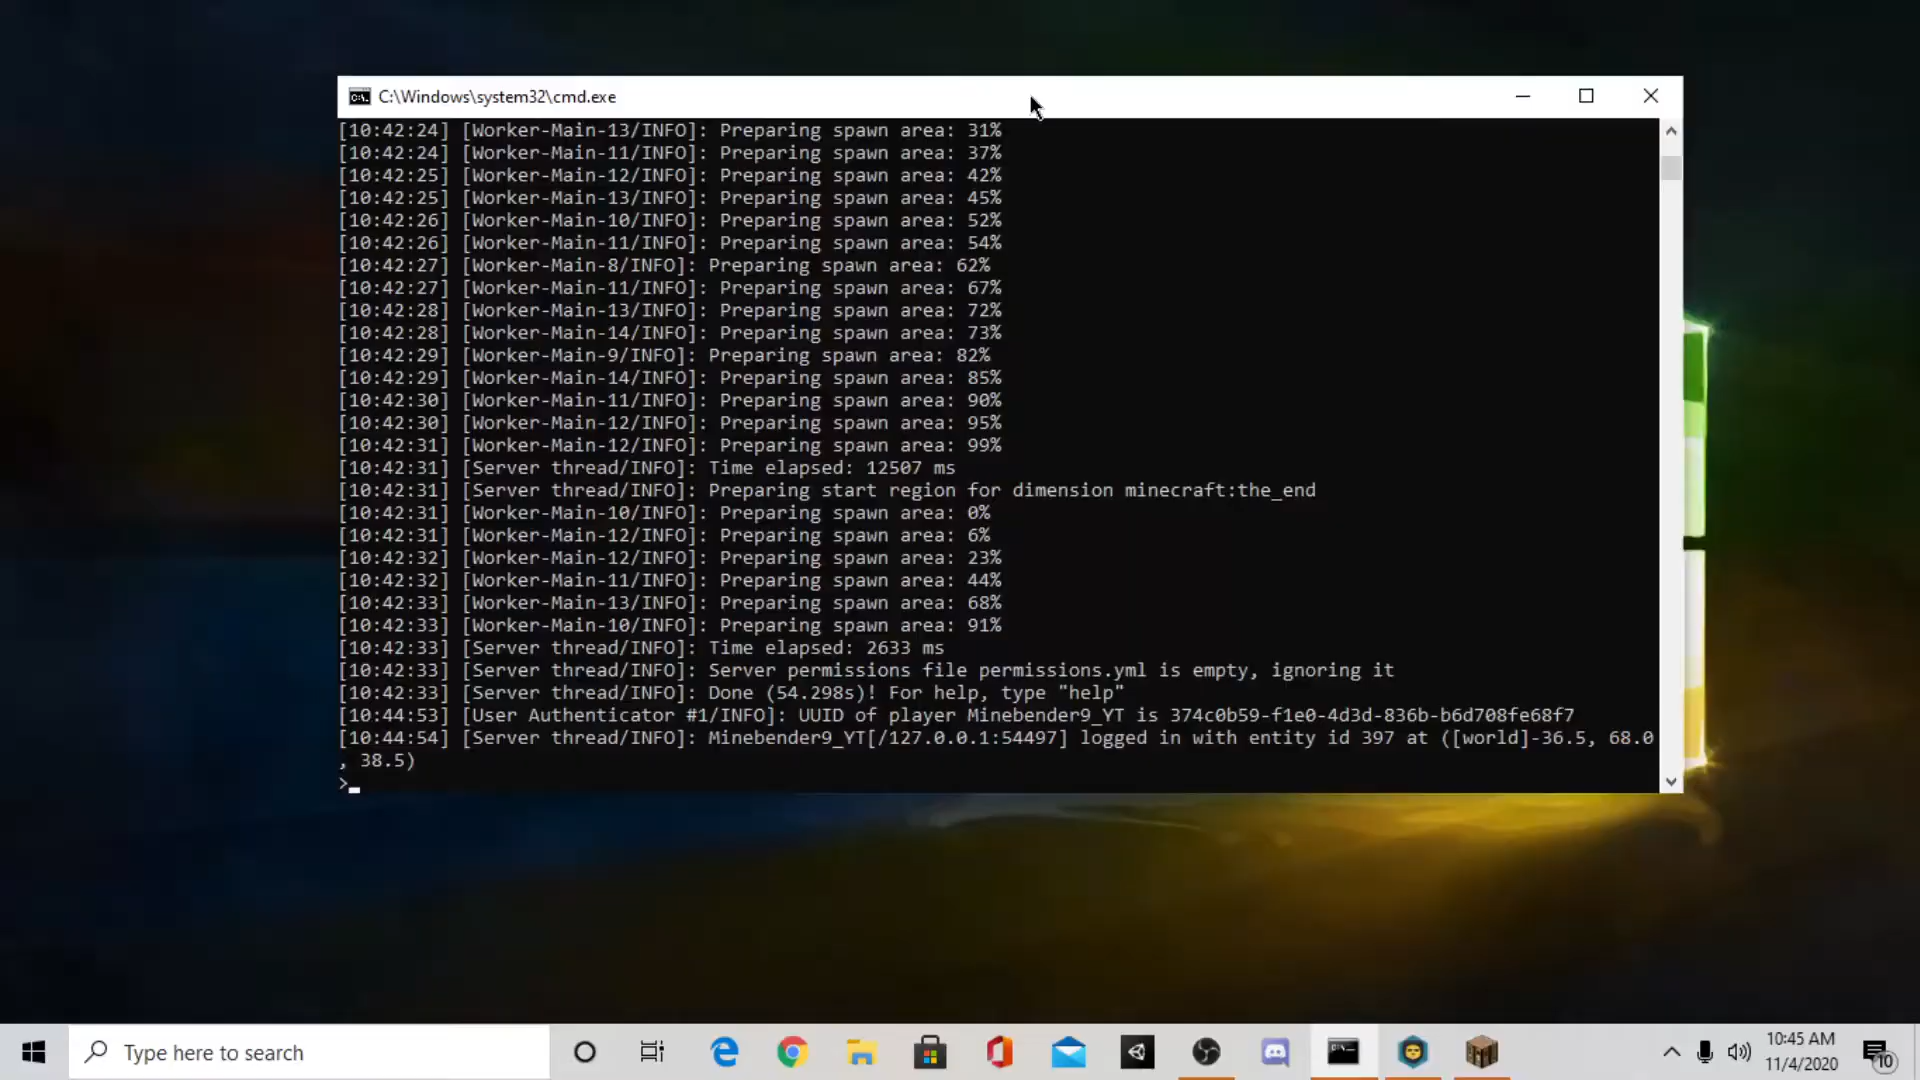 C:\Windows\system32\cmd.exe
[10:42:24] [Worker-Main-13/INFO]: Preparing spawn area: 31%
[10:42:24] [Worker-Main-11/INFO]: Preparing spawn area: 37%
[10:42:25] [Worker-Main-12/INFO]: Preparing spawn area: 42%
[10:42:25] [Worker-Main-13/INFO]: Preparing spawn area: 45%
[10:42:26] [Worker-Main-10/INFO]: Preparing spawn area: 52%
[10:42:26] [Worker-Main-11/INFO]: Preparing spawn area: 54%
[10:42:27] [Worker-Main-8/INFO]: Preparing spawn area: 62%
[10:42:27] [Worker-Main-11/INFO]: Preparing spawn area: 67%
[10:42:28] [Worker-Main-13/INFO]: Preparing spawn area: 72%
[10:42:28] [Worker-Main-14/INFO]: Preparing spawn area: 73%
[10:42:29] [Worker-Main-9/INFO]: Preparing spawn area: 82%
[10:42:29] [Worker-Main-14/INFO]: Preparing spawn area: 85%
[10:42:30] [Worker-Main-11/INFO]: Preparing spawn area: 90%
[10:42:30] [Worker-Main-12/INFO]: Preparing spawn area: 95%
[10:42:31] [Worker-Main-12/INFO]: Preparing spawn area: 99%
[10:42:31] [Server thread/INFO]: Time elapsed: 12507 ms
[10:42:31] [Server thread/INFO]: Preparing start region for dimension minecraft:the_end
[10:42:31] [Worker-Main-10/INFO]: Preparing spawn area: 0%
[10:42:31] [Worker-Main-12/INFO]: Preparing spawn area: 6%
[10:42:32] [Worker-Main-12/INFO]: Preparing spawn area: 23%
[10:42:32] [Worker-Main-11/INFO]: Preparing spawn area: 44%
[10:42:33] [Worker-Main-13/INFO]: Preparing spawn area: 68%
[10:42:33] [Worker-Main-10/INFO]: Preparing spawn area: 91%
[10:42:33] [Server thread/INFO]: Time elapsed: 2633 ms
[10:42:33] [Server thread/INFO]: Server permissions file permissions.yml is empty, ignoring it
[10:42:33] [Server thread/INFO]: Done (54.298s)! For help, type "help"
[10:44:53] [User Authenticator #1/INFO]: UUID of player Minebender9_YT is 374c0b59-f1e0-4d3d-836b-b6d708fe68f7
[10:44:54] [Server thread/INFO]: Minebender9_YT[/127.0.0.1:54497] logged in with entity id 397 at ([world]-36.5, 68.0
, 38.5)
>
Type here to search
10:45 AM
11/4/2020
10